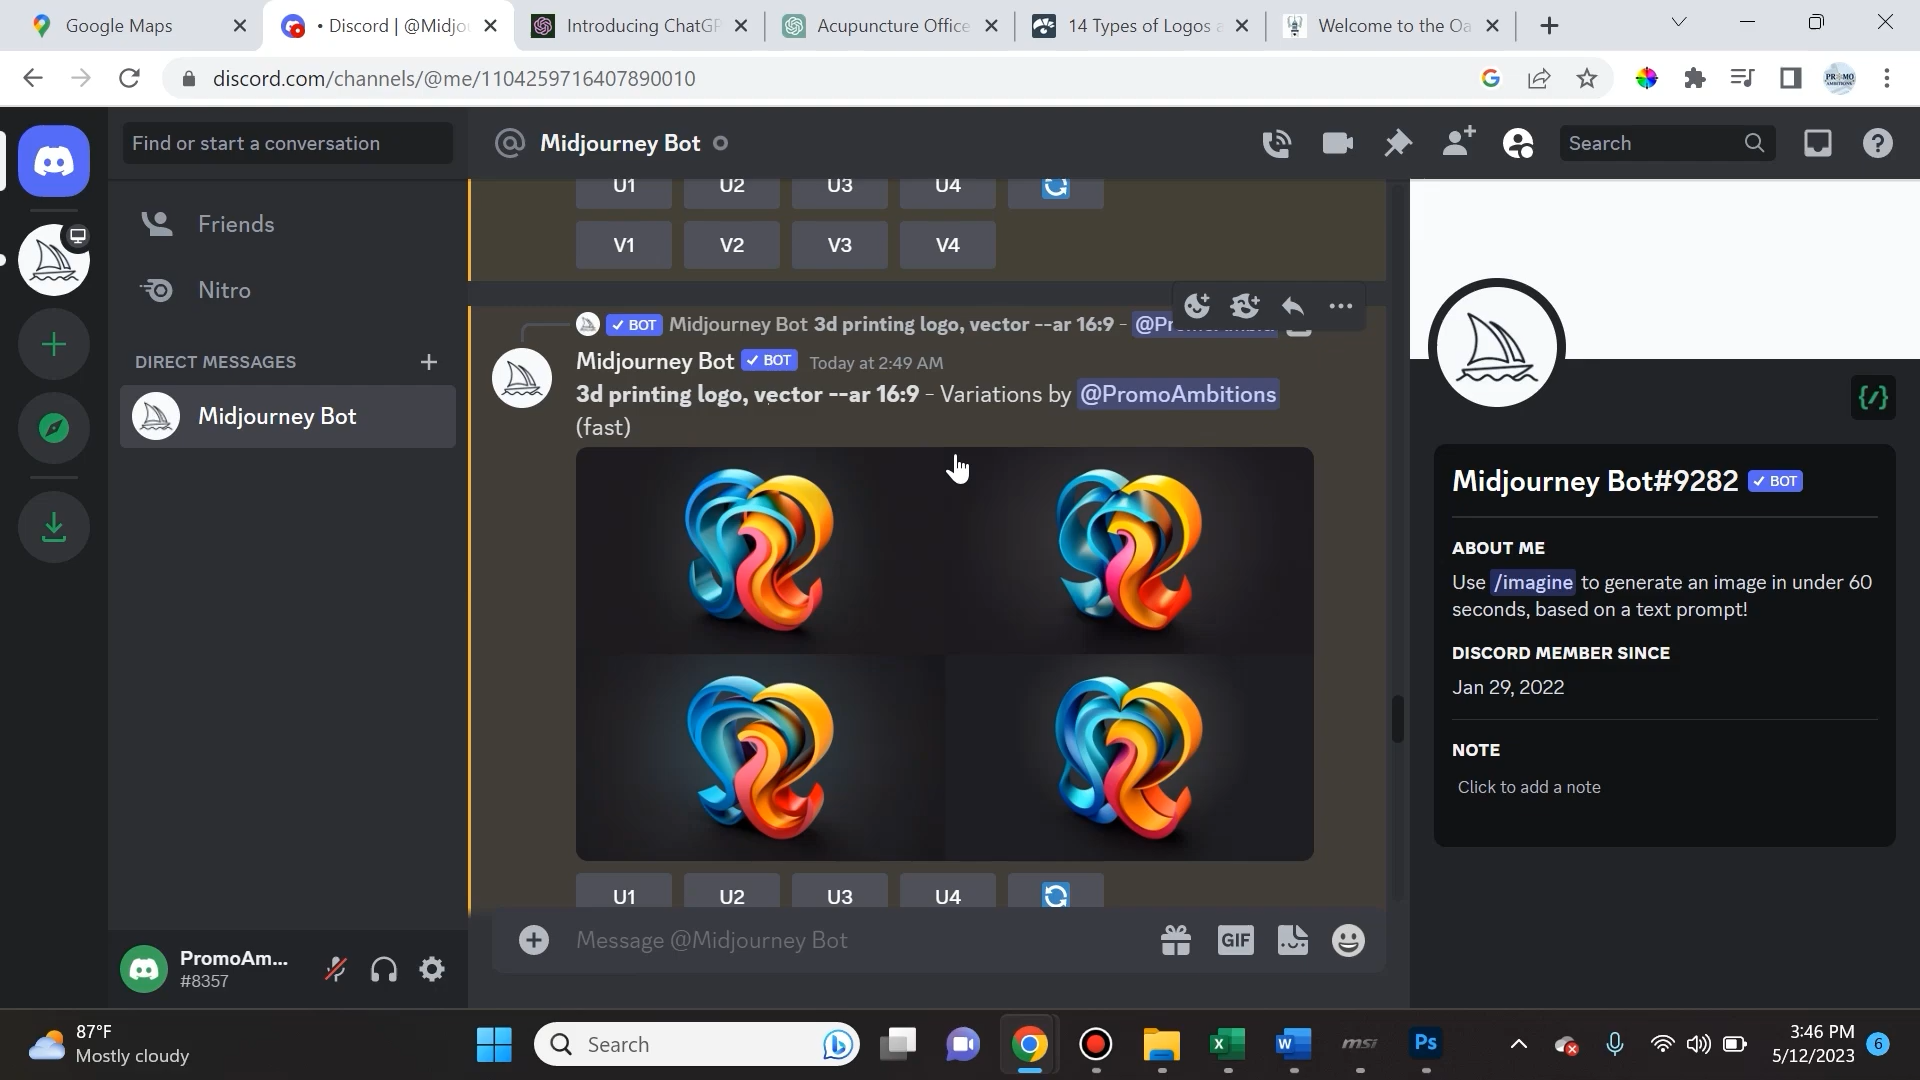 Google Maps
• Discord | @Midjo
Introducing ChatGP
Acupuncture Office
14 Types of Logos a
Welcome to the Oa
discord.com/channels/@me/1104259716407890010
Find or start a conversation
Midjourney Bot
Search
Friends
Nitro
DIRECT MESSAGES
Midjourney Bot
U1 U2 U3 U4
V1 V2 V3 V4
BOT Midjourney Bot 3d printing logo, vector --ar 16:9 -
Midjourney Bot BOT Today at 2:49 AM
3d printing logo, vector --ar 16:9 - Variations by @PromoAmbitions
(fast)
U1 U2 U3 U4
Message @Midjourney Bot
GIF
Midjourney Bot#9282 BOT
ABOUT ME
Use /imagine to generate an image in under 60
seconds, based on a text prompt!
DISCORD MEMBER SINCE
Jan 29, 2022
NOTE
Click to add a note
PromoAm...
#8357
87°F
Mostly cloudy
Search
msi
Ps
3:46 PM
5/12/2023
6